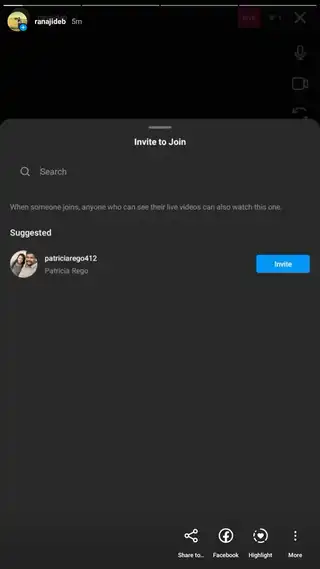 ranajideb 5m
LIVE
Invite to Join
Search
When someone joins, anyone who can see their live videos can also watch this one.
Suggested
patriciarego412
Patricia Rego
Invite
Share to... Facebook Highlight More